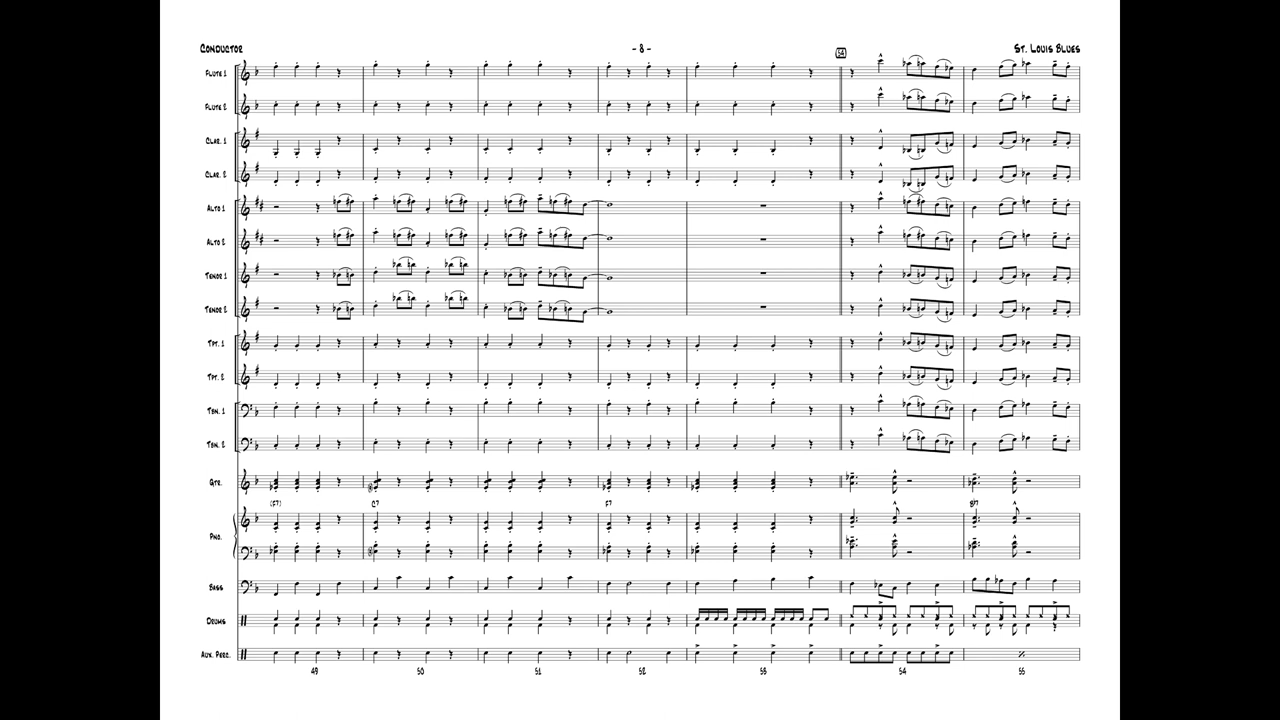 Conductor
- 8 -
St. Louis Blues
54
Flute 1
Flute 2
Clar. 1
Clar. 2
Alto 1
Alto 2
Tenor 1
Tenor 2
Tpt. 1
Tpt. 2
Tbn. 1
Tbn. 2
Gtr.
(F7) C7 F7 Bb7
Pno.
Bass
Drums
Aux. Perc.
49 50 51 52 53 54 55